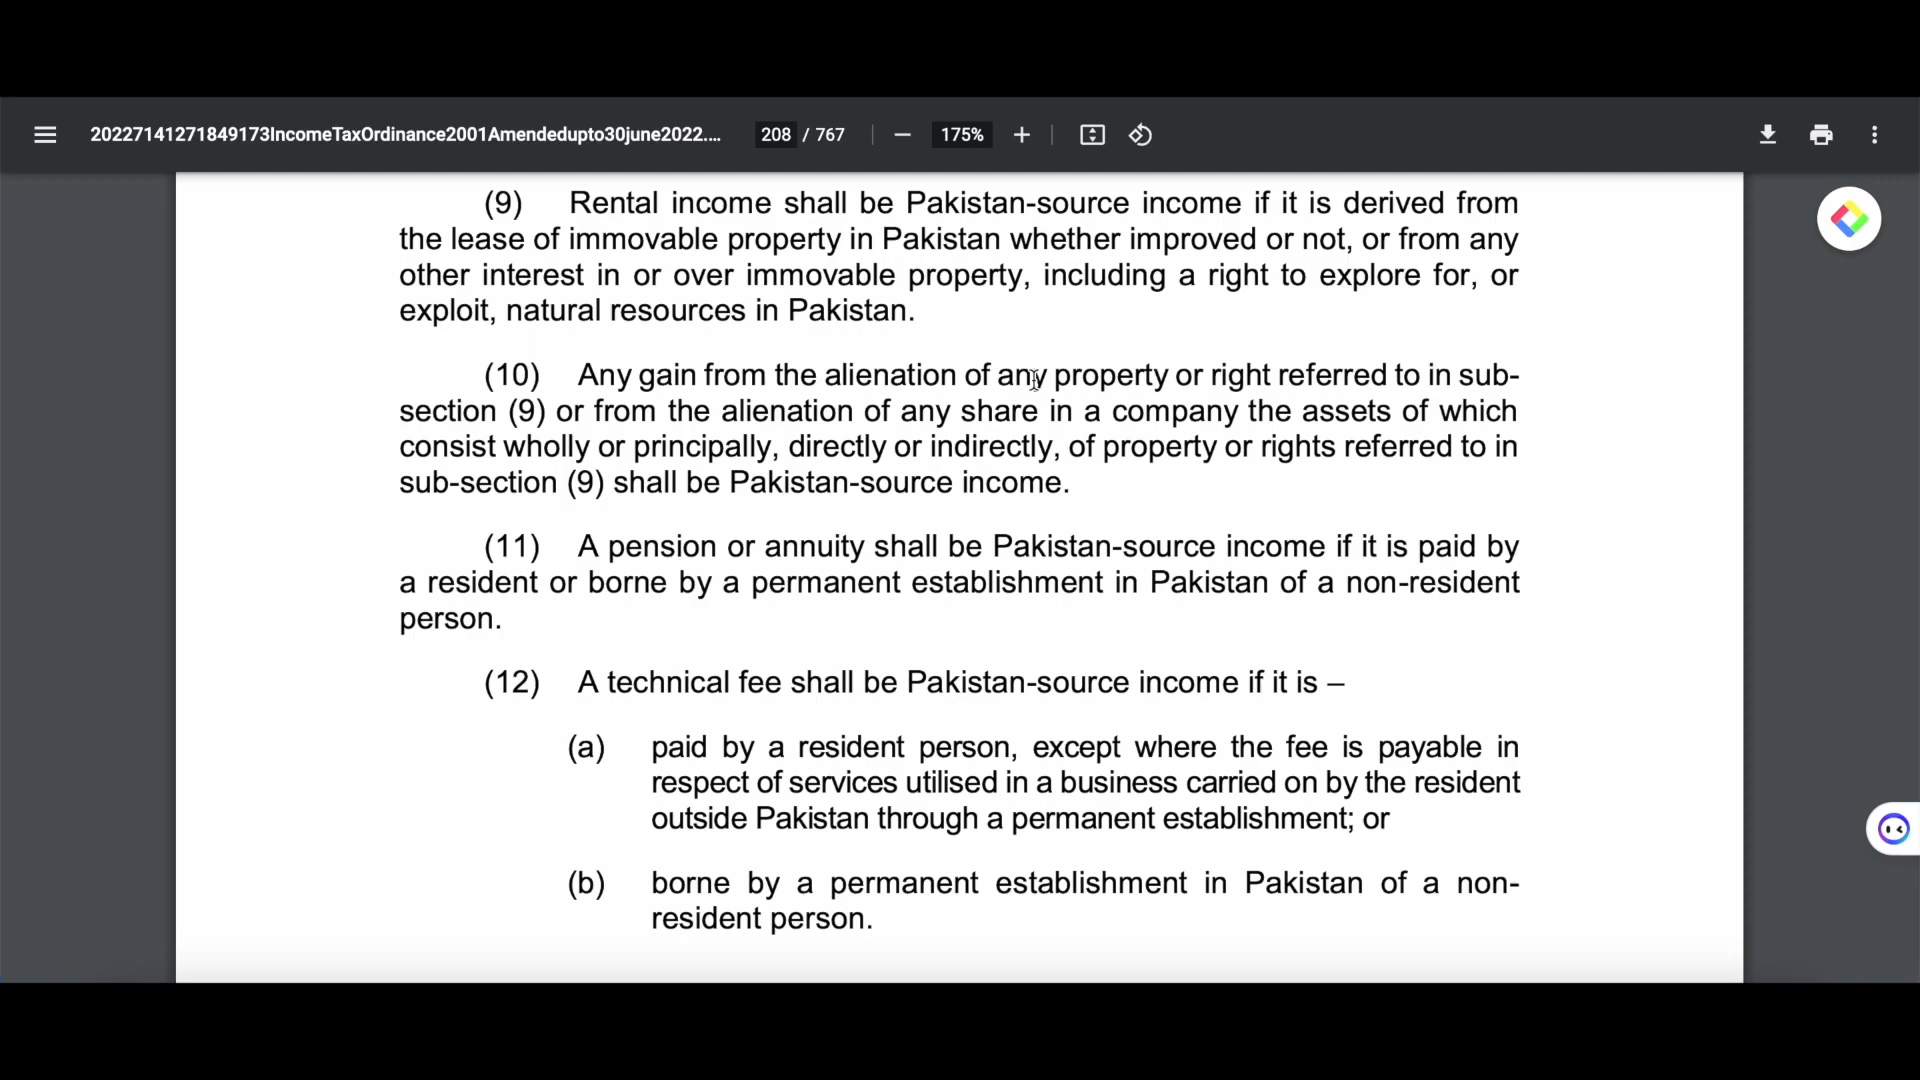 20227141271849173IncomeTaxOrdinance2001Amendedupto30june2022.... 208 / 767 175%
(9) Rental income shall be Pakistan-source income if it is derived from
the lease of immovable property in Pakistan whether improved or not, or from any
other interest in or over immovable property, including a right to explore for, or
exploit, natural resources in Pakistan.
(10) Any gain from the alienation of any property or right referred to in sub-
section (9) or from the alienation of any share in a company the assets of which
consist wholly or principally, directly or indirectly, of property or rights referred to in
sub-section (9) shall be Pakistan-source income.
(11) A pension or annuity shall be Pakistan-source income if it is paid by
a resident or borne by a permanent establishment in Pakistan of a non-resident
person.
(12) A technical fee shall be Pakistan-source income if it is –
(a) paid by a resident person, except where the fee is payable in
respect of services utilised in a business carried on by the resident
outside Pakistan through a permanent establishment; or
(b) borne by a permanent establishment in Pakistan of a non-
resident person.